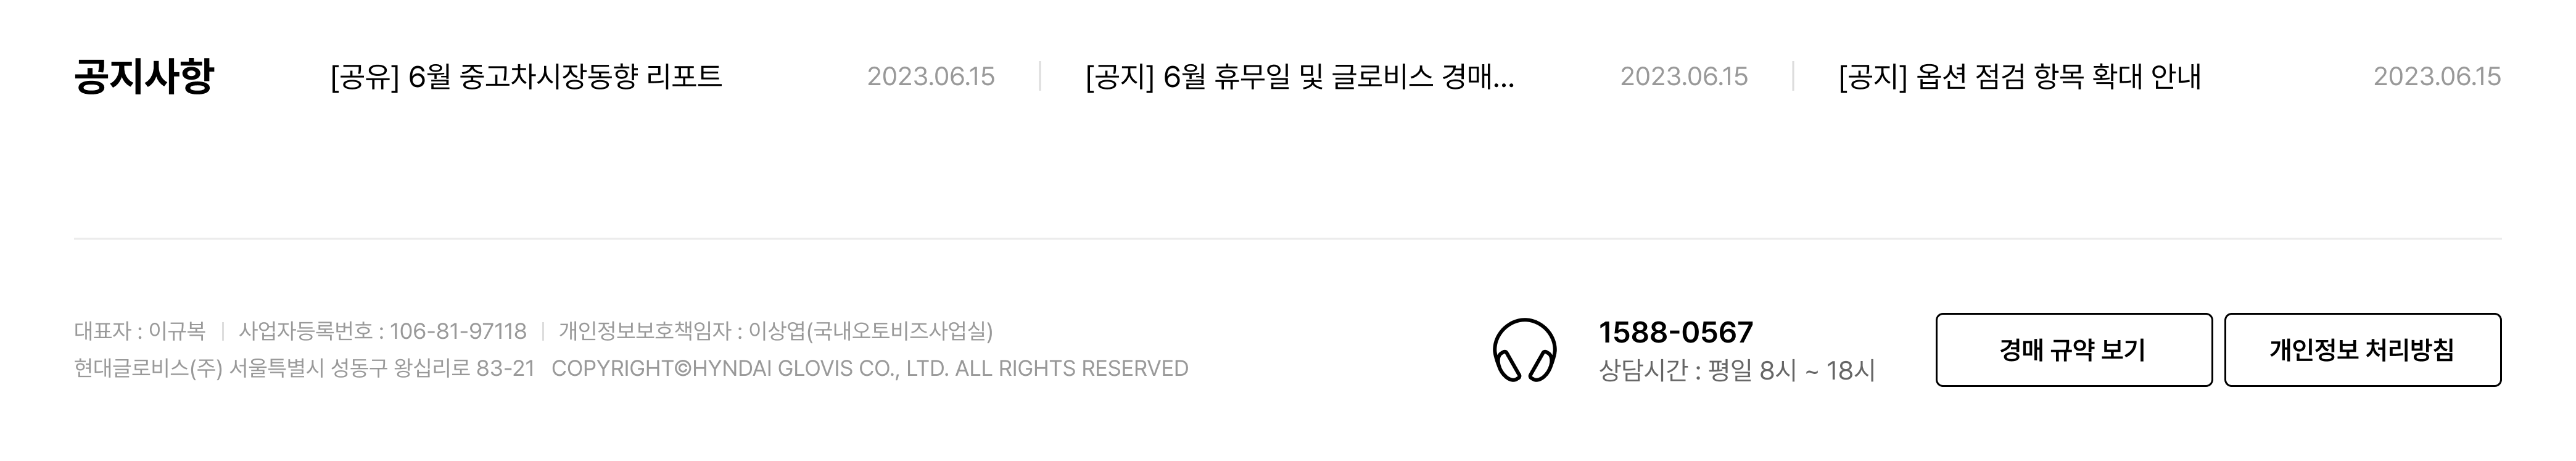 공지사항 [공유] 6월 중고차시장동향 리포트 2023.06.15 [공지] 6월 휴무일 및 글로비스 경매... 2023.06.15 [공지] 옵션 점검 항목 확대 안내 2023.06.15
대표자 : 이규복 | 사업자등록번호 : 106-81-97118 | 개인정보보호책임자 : 이상엽(국내오토비즈사업실)
현대글로비스(주) 서울특별시 성동구 왕십리로 83-21 COPYRIGHT©HYNDAI GLOVIS CO., LTD. ALL RIGHTS RESERVED
1588-0567
상담시간 : 평일 8시 ~ 18시
경매 규약 보기
개인정보 처리방침